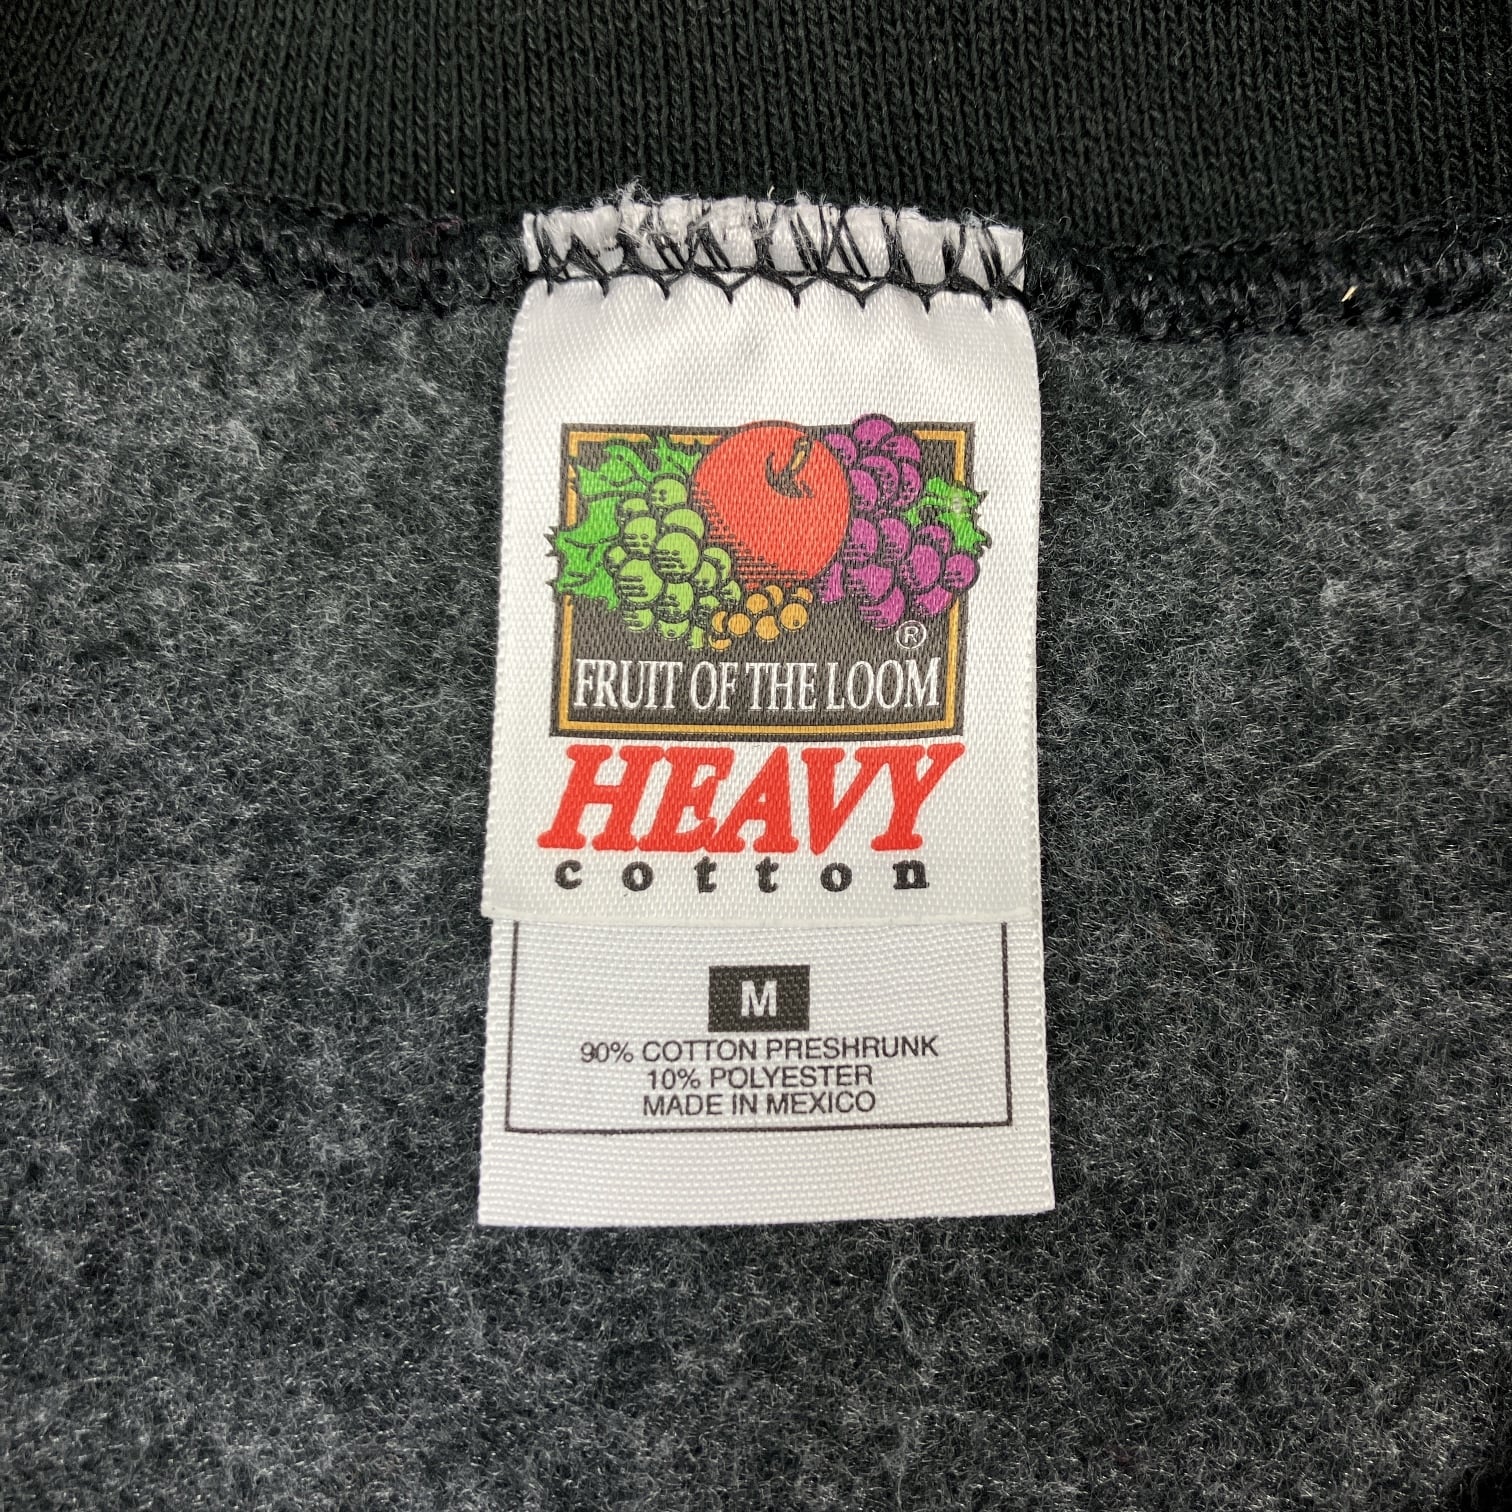 ®
FRUIT OF THE LOOM
HEAVY
cotton
M
90% COTTON PRESHRUNK
10% POLYESTER
MADE IN MEXICO